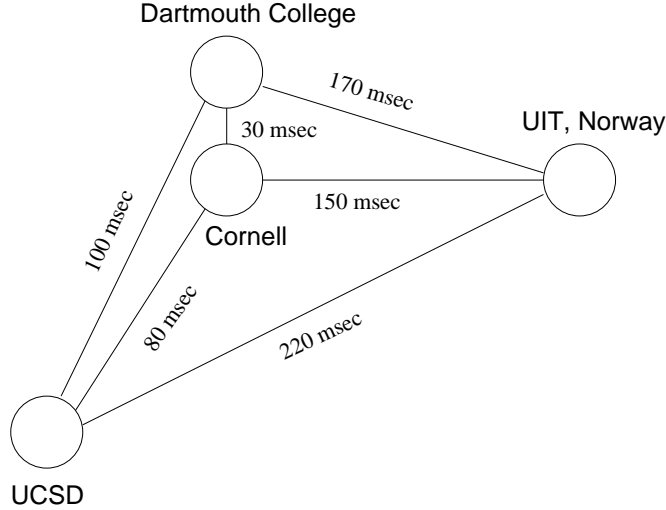 Dartmouth College
170 msec
UIT, Norway
30 msec
150 msec
Cornell
100 msec
80 msec
220 msec
UCSD